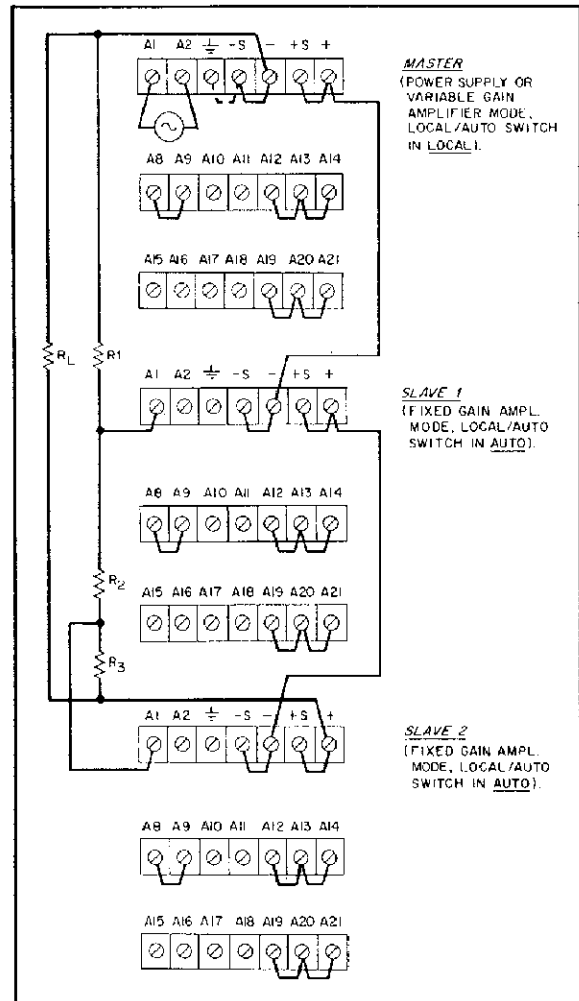 A1 A2 ⏚ -S - +S +
MASTER
(POWER SUPPLY OR
VARIABLE GAIN
AMPLIFIER MODE,
LOCAL/AUTO SWITCH
IN LOCAL).
A8 A9 A10 A11 A12 A13 A14
A15 A16 A17 A18 A19 A20 A21
RL R1
A1 A2 ⏚ -S - +S +
SLAVE 1
(FIXED GAIN AMPL.
MODE, LOCAL/AUTO
SWITCH IN AUTO).
A8 A9 A10 A11 A12 A13 A14
R2
A15 A16 A17 A18 A19 A20 A21
R3
A1 A2 ⏚ -S - +S +
SLAVE 2
(FIXED GAIN AMPL.
MODE, LOCAL/AUTO
SWITCH IN AUTO).
A8 A9 A10 A11 A12 A13 A14
A15 A16 A17 A18 A19 A20 A21